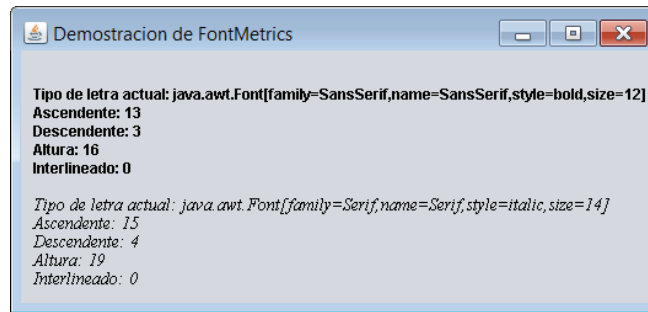 Demostracion de FontMetrics
Tipo de letra actual: java.awt.Font[family=SansSerif,name=SansSerif,style=bold,size=12]
Ascendente: 13
Descendente: 3
Altura: 16
Interlineado: 0
Tipo de letra actual: java.awt.Font[family=Serif,name=Serif,style=italic,size=14]
Ascendente: 15
Descendente: 4
Altura: 19
Interlineado: 0